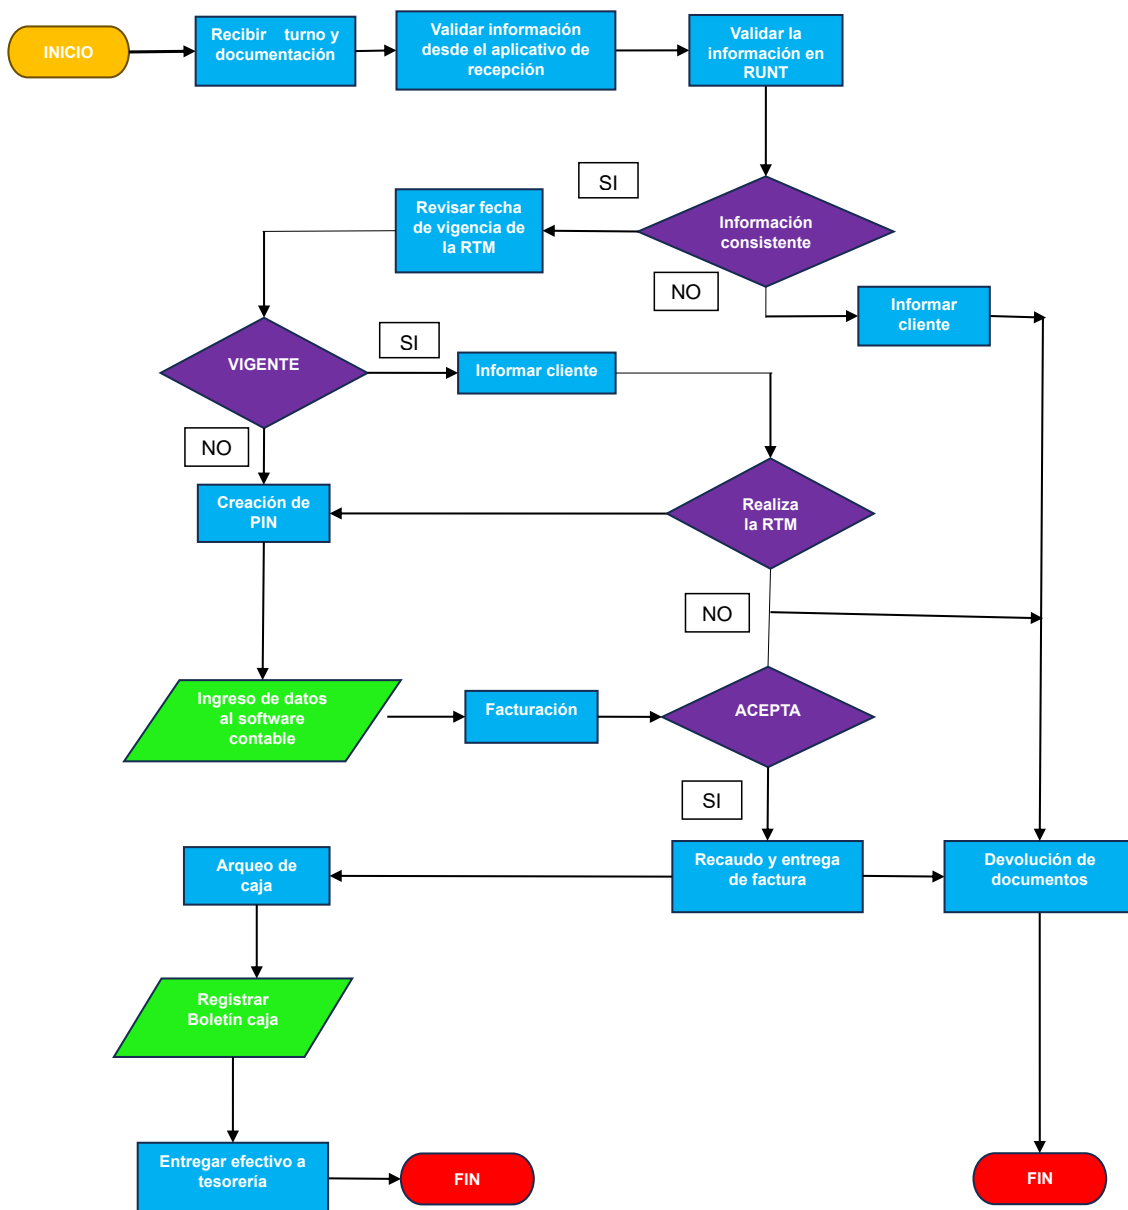 INICIO
Recibir turno y
documentación
Validar información
desde el aplicativo de
recepción
Validar la
información en
RUNT
SI
Información
consistente
Revisar fecha
de vigencia de
la RTM
NO
Informar
cliente
VIGENTE
SI
Informar cliente
NO
Creación de
PIN
Realiza
la RTM
NO
Ingreso de datos
al software
contable
Facturación
ACEPTA
SI
Arqueo de
caja
Recaudo y entrega
de factura
Devolución de
documentos
Registrar
Boletín caja
Entregar efectivo a
tesorería
FIN
FIN